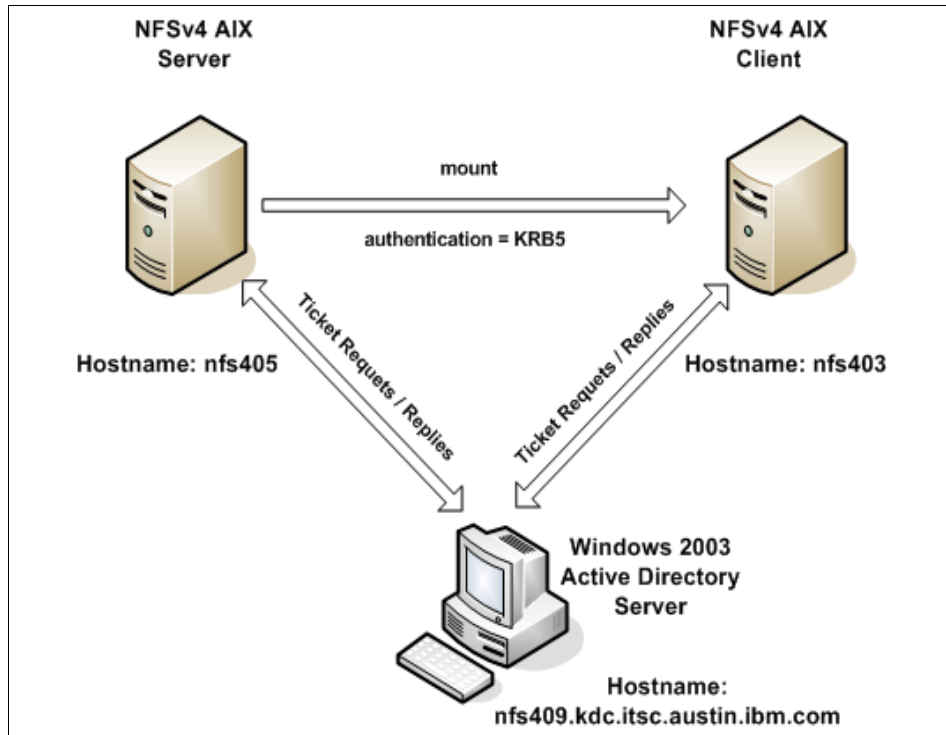 NFSv4 AIX
Server
NFSv4 AIX
Client
mount
authentication = KRB5
Ticket Requets / Replies
Ticket Requets / Replies
Hostname: nfs405
Hostname: nfs403
Windows 2003
Active Directory
Server
Hostname:
nfs409.kdc.itsc.austin.ibm.com